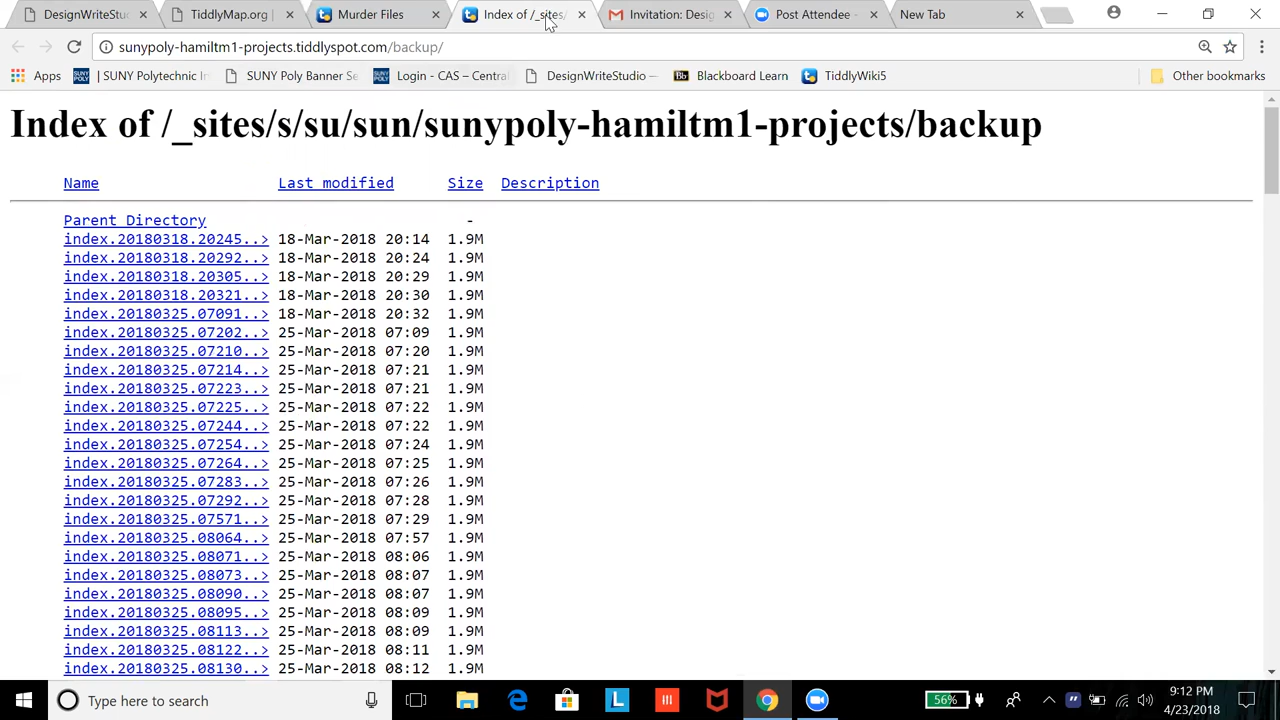 DesignWriteStu
TiddlyMap.org
Murder Files
Index of /_sites/
Invitation: Desig
Post Attendee -
New Tab
sunypoly-hamiltm1-projects.tiddlyspot.com/backup/
Apps
| SUNY Polytechnic In
SUNY Poly Banner Se
Login - CAS – Central
DesignWriteStudio –
Blackboard Learn
TiddlyWiki5
Other bookmarks
Index of /_sites/s/su/sun/sunypoly-hamiltm1-projects/backup
Name Last modified Size Description
Parent Directory -
index.20180318.20245..> 18-Mar-2018 20:14 1.9M
index.20180318.20292..> 18-Mar-2018 20:24 1.9M
index.20180318.20305..> 18-Mar-2018 20:29 1.9M
index.20180318.20321..> 18-Mar-2018 20:30 1.9M
index.20180325.07091..> 18-Mar-2018 20:32 1.9M
index.20180325.07202..> 25-Mar-2018 07:09 1.9M
index.20180325.07210..> 25-Mar-2018 07:20 1.9M
index.20180325.07214..> 25-Mar-2018 07:21 1.9M
index.20180325.07223..> 25-Mar-2018 07:21 1.9M
index.20180325.07225..> 25-Mar-2018 07:22 1.9M
index.20180325.07244..> 25-Mar-2018 07:22 1.9M
index.20180325.07254..> 25-Mar-2018 07:24 1.9M
index.20180325.07264..> 25-Mar-2018 07:25 1.9M
index.20180325.07283..> 25-Mar-2018 07:26 1.9M
index.20180325.07292..> 25-Mar-2018 07:28 1.9M
index.20180325.07571..> 25-Mar-2018 07:29 1.9M
index.20180325.08064..> 25-Mar-2018 07:57 1.9M
index.20180325.08071..> 25-Mar-2018 08:06 1.9M
index.20180325.08073..> 25-Mar-2018 08:07 1.9M
index.20180325.08090..> 25-Mar-2018 08:07 1.9M
index.20180325.08095..> 25-Mar-2018 08:09 1.9M
index.20180325.08113..> 25-Mar-2018 08:09 1.9M
index.20180325.08122..> 25-Mar-2018 08:11 1.9M
index.20180325.08130..> 25-Mar-2018 08:12 1.9M
Type here to search
56%
9:12 PM
4/23/2018